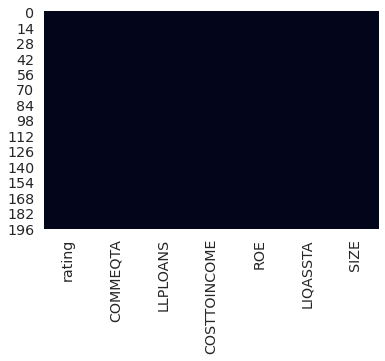 0
14
28
42
56
70
84
98
112
126
140
154
168
182
196
rating
COMMEQTA
LLPLOANS
COSTTOINCOME
ROE
LIQASSTA
SIZE